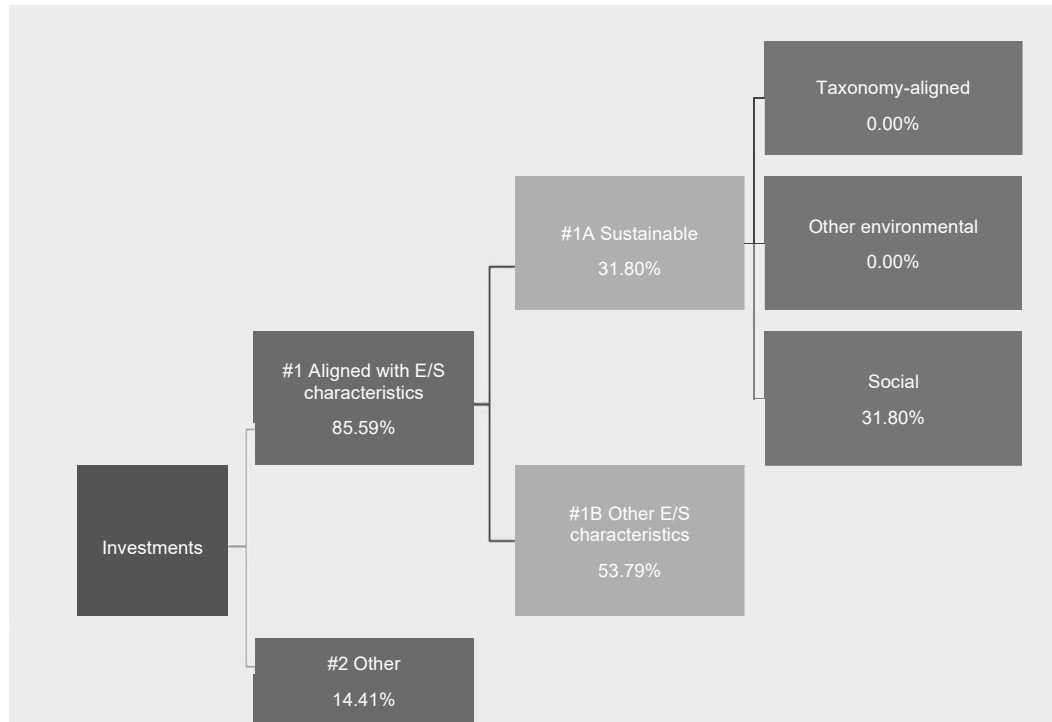 Taxonomy-aligned
0.00%
#1A Sustainable
31.80%
Other environmental
0.00%
#1 Aligned with E/S
characteristics
85.59%
Social
31.80%
Investments
#1B Other E/S
characteristics
53.79%
#2 Other
14.41%